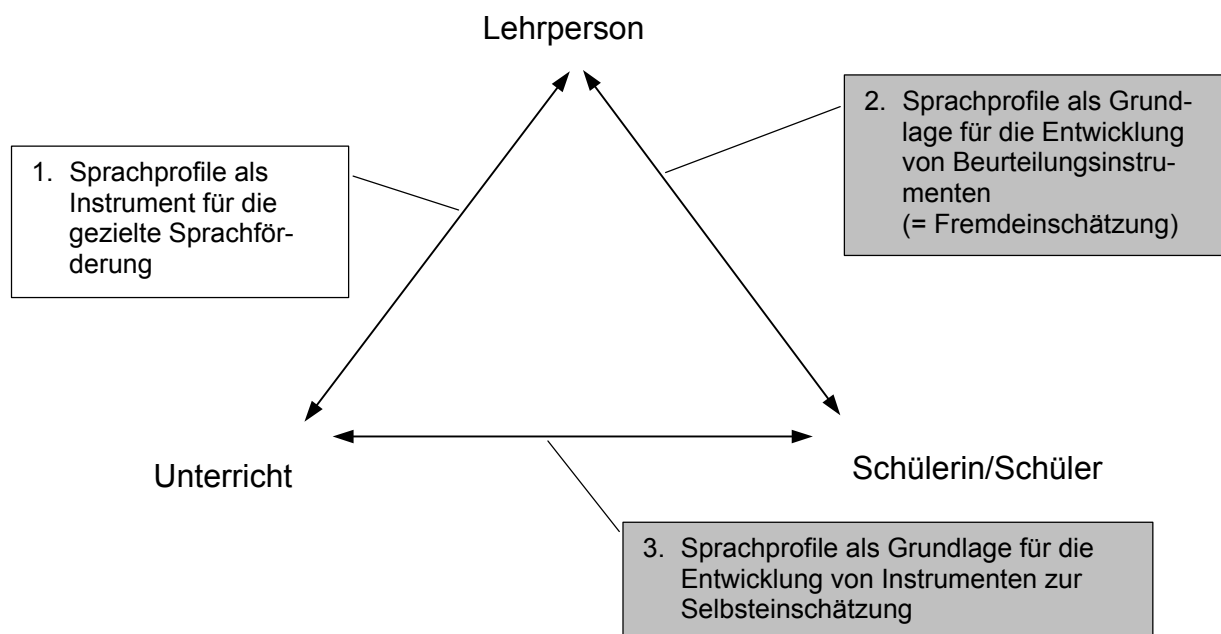 Lehrperson
1. Sprachprofile als
Instrument für die
gezielte Sprachför-
derung
2. Sprachprofile als Grund-
lage für die Entwicklung
von Beurteilungsinstru-
menten
(= Fremdeinschätzung)
Unterricht
Schülerin/Schüler
3. Sprachprofile als Grundlage für die
Entwicklung von Instrumenten zur
Selbsteinschätzung